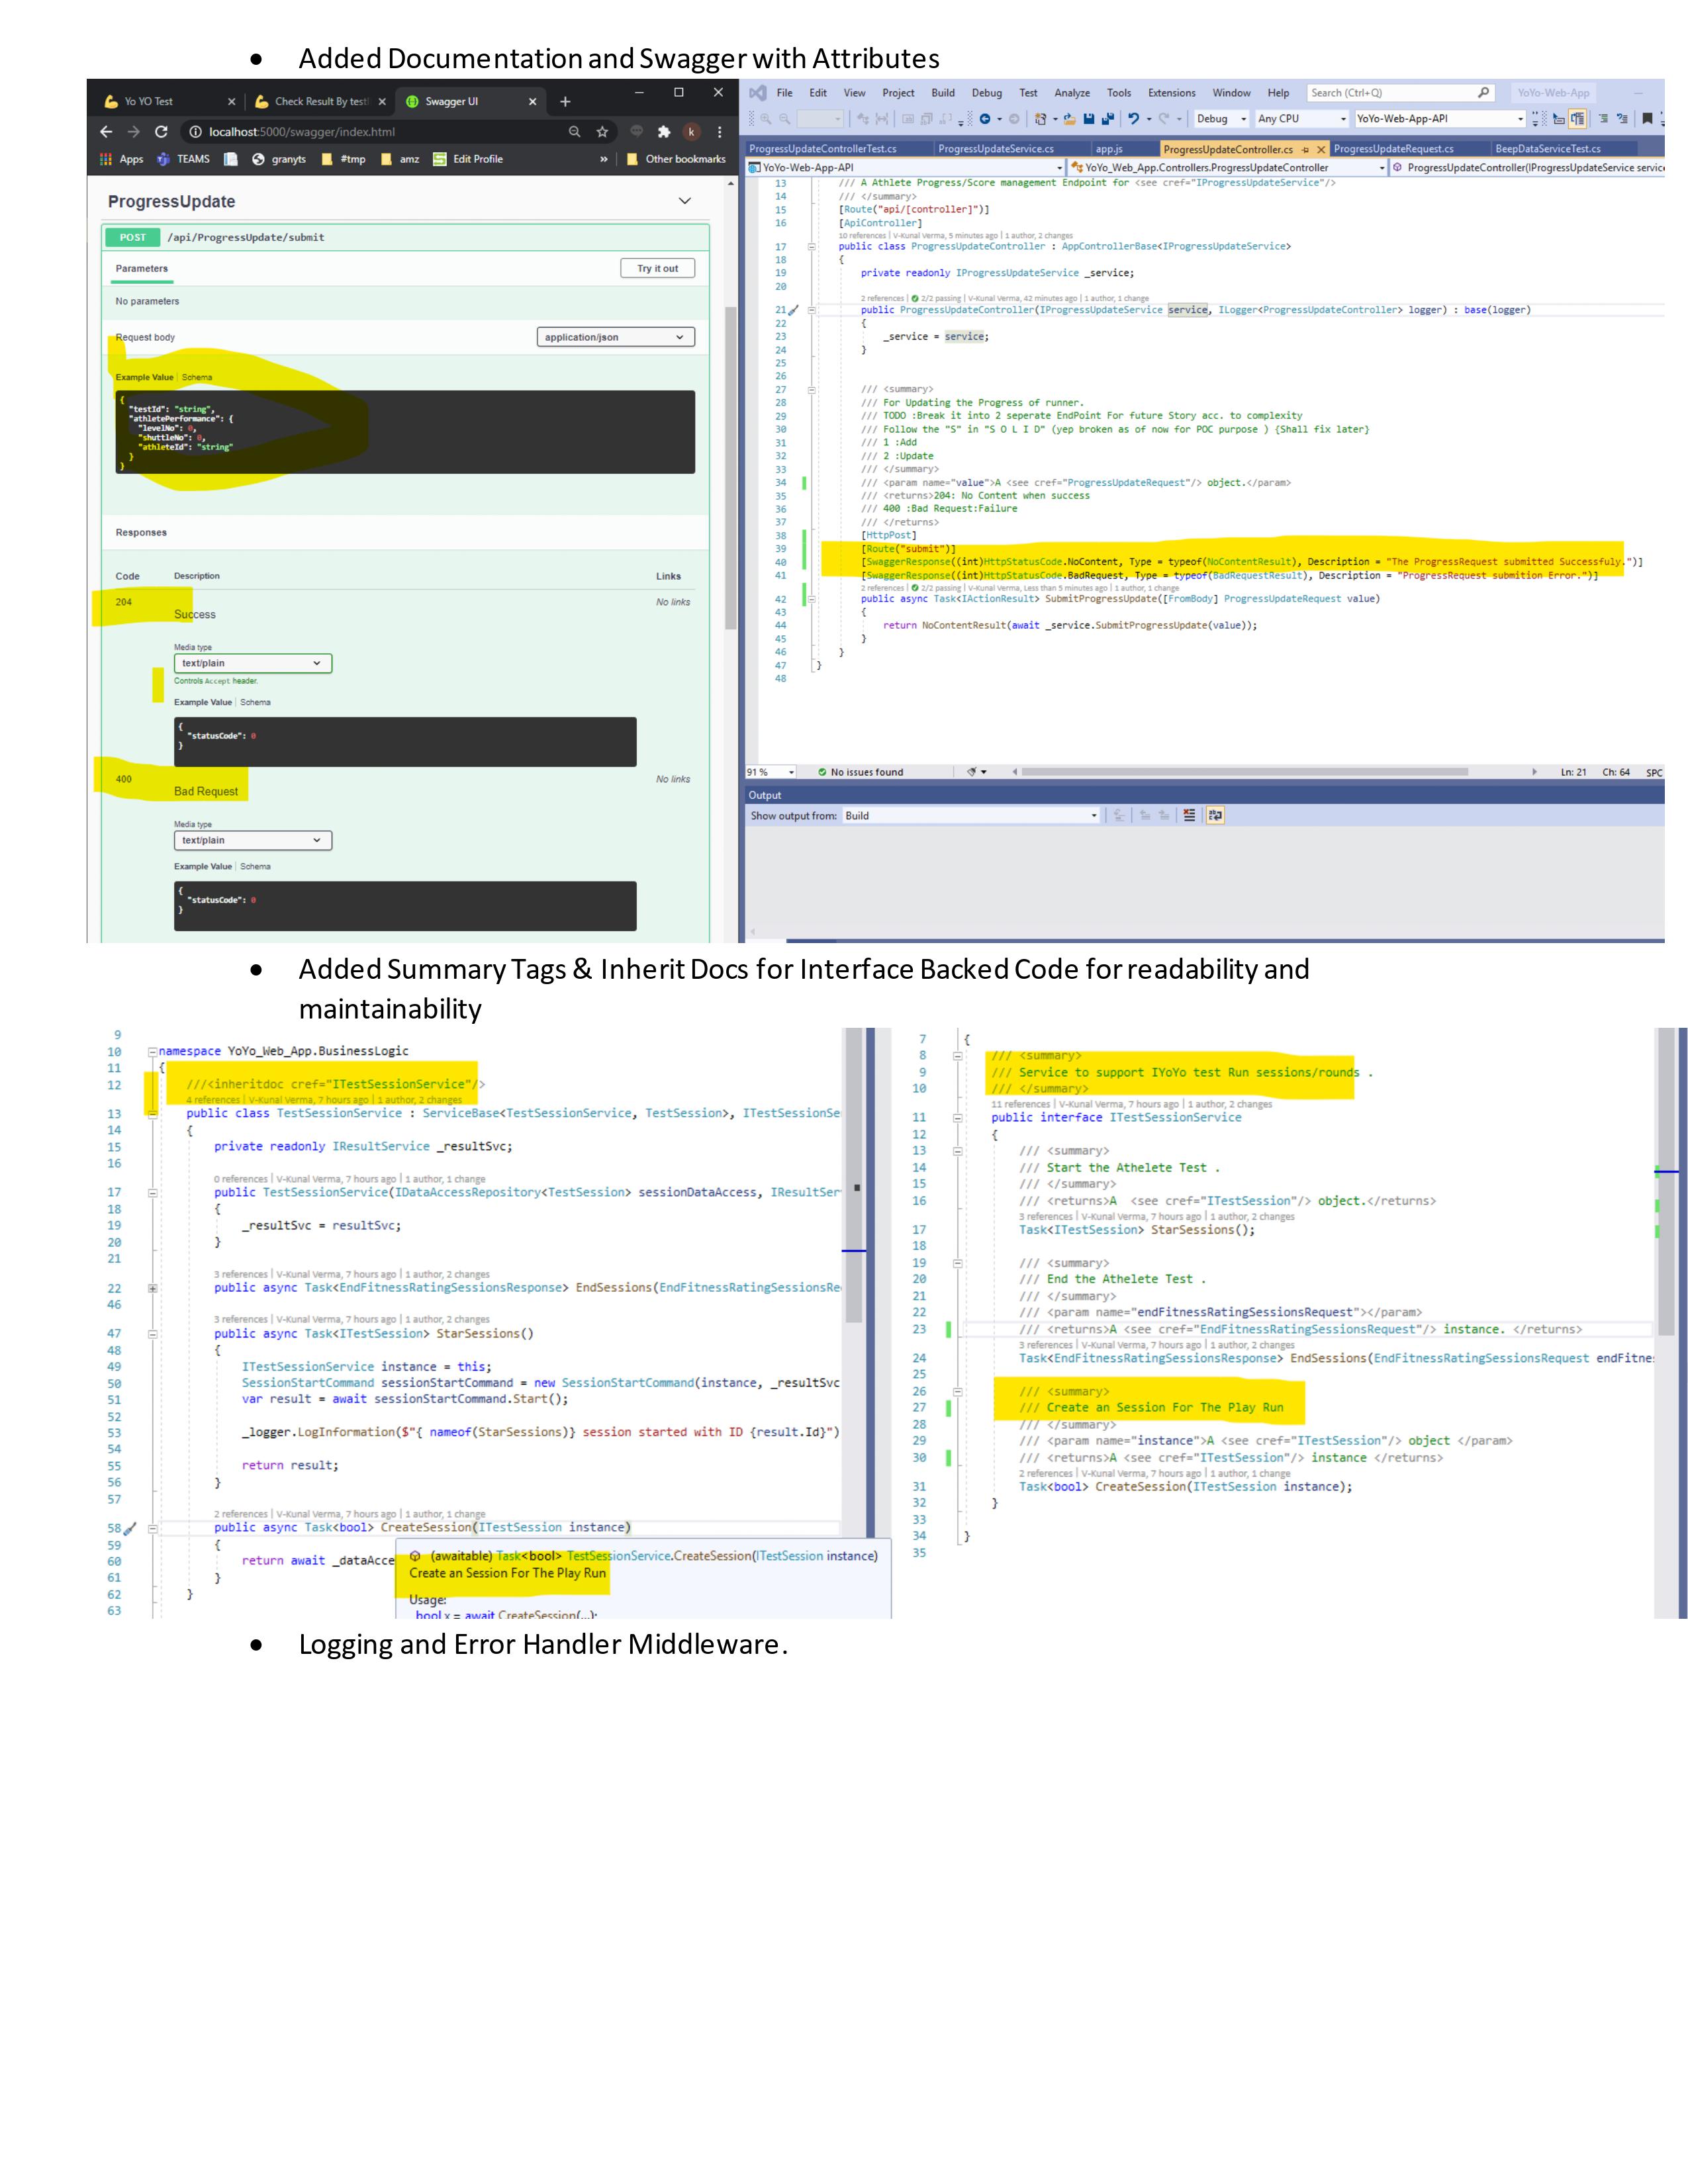 • Added Documentation and Swagger with Attributes
Yo YO Test
Check Result By test
Swagger UI
localhost:5000/swagger/index.html
Apps TEAMS granyts #tmp amz Edit Profile » Other bookmarks
ProgressUpdate
POST /api/ProgressUpdate/submit
Parameters
Try it out
No parameters
Request body
application/json
Example Value | Schema
{
"testId": "string",
"athletePerformance": {
"levelNo": 0,
"shuttleNo": 0,
"athleteId": "string"
}
}
Responses
Code Description Links
204 No links
Success
Media type
text/plain
Controls Accept header.
Example Value | Schema
{
"statusCode": 0
}
400 No links
Bad Request
Media type
text/plain
Example Value | Schema
{
"statusCode": 0
}
File Edit View Project Build Debug Test Analyze Tools Extensions Window Help Search (Ctrl+Q) YoYo-Web-App
Debug Any CPU YoYo-Web-App-API
ProgressUpdateControllerTest.cs ProgressUpdateService.cs app.js ProgressUpdateController.cs ProgressUpdateRequest.cs BeepDataServiceTest.cs
YoYo-Web-App-API YoYo_Web_App.Controllers.ProgressUpdateController ProgressUpdateController(IProgressUpdateService service
13 /// A Athlete Progress/Score management Endpoint for <see cref="IProgressUpdateService"/>
14 /// </summary>
15 [Route("api/[controller]")]
16 [ApiController]
10 references | V-Kunal Verma, 5 minutes ago | 1 author, 2 changes
17 public class ProgressUpdateController : AppControllerBase<IProgressUpdateService>
18 {
19 private readonly IProgressUpdateService _service;
20
2 references | 2/2 passing | V-Kunal Verma, 42 minutes ago | 1 author, 1 change
21 public ProgressUpdateController(IProgressUpdateService service, ILogger<ProgressUpdateController> logger) : base(logger)
22 {
23 _service = service;
24 }
25
26
27 /// <summary>
28 /// For Updating the Progress of runner.
29 /// TODO :Break it into 2 seperate EndPoint For future Story acc. to complexity
30 /// Follow the "S" in "S O L I D" (yep broken as of now for POC purpose ) {Shall fix later}
31 /// 1 :Add
32 /// 2 :Update
33 /// </summary>
34 /// <param name="value">A <see cref="ProgressUpdateRequest"/> object.</param>
35 /// <returns>204: No Content when success
36 /// 400 :Bad Request:Failure
37 /// </returns>
38 [HttpPost]
39 [Route("submit")]
40 [SwaggerResponse((int)HttpStatusCode.NoContent, Type = typeof(NoContentResult), Description = "The ProgressRequest submitted Successfuly.")]
41 [SwaggerResponse((int)HttpStatusCode.BadRequest, Type = typeof(BadRequestResult), Description = "ProgressRequest submition Error.")]
2 references | 2/2 passing | V-Kunal Verma, Less than 5 minutes ago | 1 author, 1 change
42 public async Task<IActionResult> SubmitProgressUpdate([FromBody] ProgressUpdateRequest value)
43 {
44 return NoContentResult(await _service.SubmitProgressUpdate(value));
45 }
46 }
47 }
48
91 % No issues found Ln: 21 Ch: 64 SPC
Output
Show output from: Build
• Added Summary Tags & Inherit Docs for Interface Backed Code for readability and
maintainability
9
10 namespace YoYo_Web_App.BusinessLogic
11 {
12 ///<inheritdoc cref="ITestSessionService"/>
4 references | V-Kunal Verma, 7 hours ago | 1 author, 2 changes
13 public class TestSessionService : ServiceBase<TestSessionService, TestSession>, ITestSessionSe
14 {
15 private readonly IResultService _resultSvc;
16
0 references | V-Kunal Verma, 7 hours ago | 1 author, 1 change
17 public TestSessionService(IDataAccessRepository<TestSession> sessionDataAccess, IResultSer
18 {
19 _resultSvc = resultSvc;
20 }
21
3 references | V-Kunal Verma, 7 hours ago | 1 author, 2 changes
22 public async Task<EndFitnessRatingSessionsResponse> EndSessions(EndFitnessRatingSessionsRe
46
3 references | V-Kunal Verma, 7 hours ago | 1 author, 2 changes
47 public async Task<ITestSession> StarSessions()
48 {
49 ITestSessionService instance = this;
50 SessionStartCommand sessionStartCommand = new SessionStartCommand(instance, _resultSvc
51 var result = await sessionStartCommand.Start();
52
53 _logger.LogInformation($"{ nameof(StarSessions)} session started with ID {result.Id}")
54
55 return result;
56 }
57
2 references | V-Kunal Verma, 7 hours ago | 1 author, 1 change
58 public async Task<bool> CreateSession(ITestSession instance)
59 {
60 return await _dataAcce
61 }
62 }
63
(awaitable) Task<bool> TestSessionService.CreateSession(ITestSession instance)
Create an Session For The Play Run
Usage:
bool x = await CreateSession(...);
7 {
8 /// <summary>
9 /// Service to support IYoYo test Run sessions/rounds .
10 /// </summary>
11 references | V-Kunal Verma, 7 hours ago | 1 author, 2 changes
11 public interface ITestSessionService
12 {
13 /// <summary>
14 /// Start the Athelete Test .
15 /// </summary>
16 /// <returns>A <see cref="ITestSession"/> object.</returns>
3 references | V-Kunal Verma, 7 hours ago | 1 author, 2 changes
17 Task<ITestSession> StarSessions();
18
19 /// <summary>
20 /// End the Athelete Test .
21 /// </summary>
22 /// <param name="endFitnessRatingSessionsRequest"></param>
23 /// <returns>A <see cref="EndFitnessRatingSessionsRequest"/> instance. </returns>
3 references | V-Kunal Verma, 7 hours ago | 1 author, 2 changes
24 Task<EndFitnessRatingSessionsResponse> EndSessions(EndFitnessRatingSessionsRequest endFitne
25
26 /// <summary>
27 /// Create an Session For The Play Run
28 /// </summary>
29 /// <param name="instance">A <see cref="ITestSession"/> object </param>
30 /// <returns>A <see cref="ITestSession"/> instance </returns>
2 references | V-Kunal Verma, 7 hours ago | 1 author, 1 change
31 Task<bool> CreateSession(ITestSession instance);
32 }
33
34 }
35
• Logging and Error Handler Middleware.